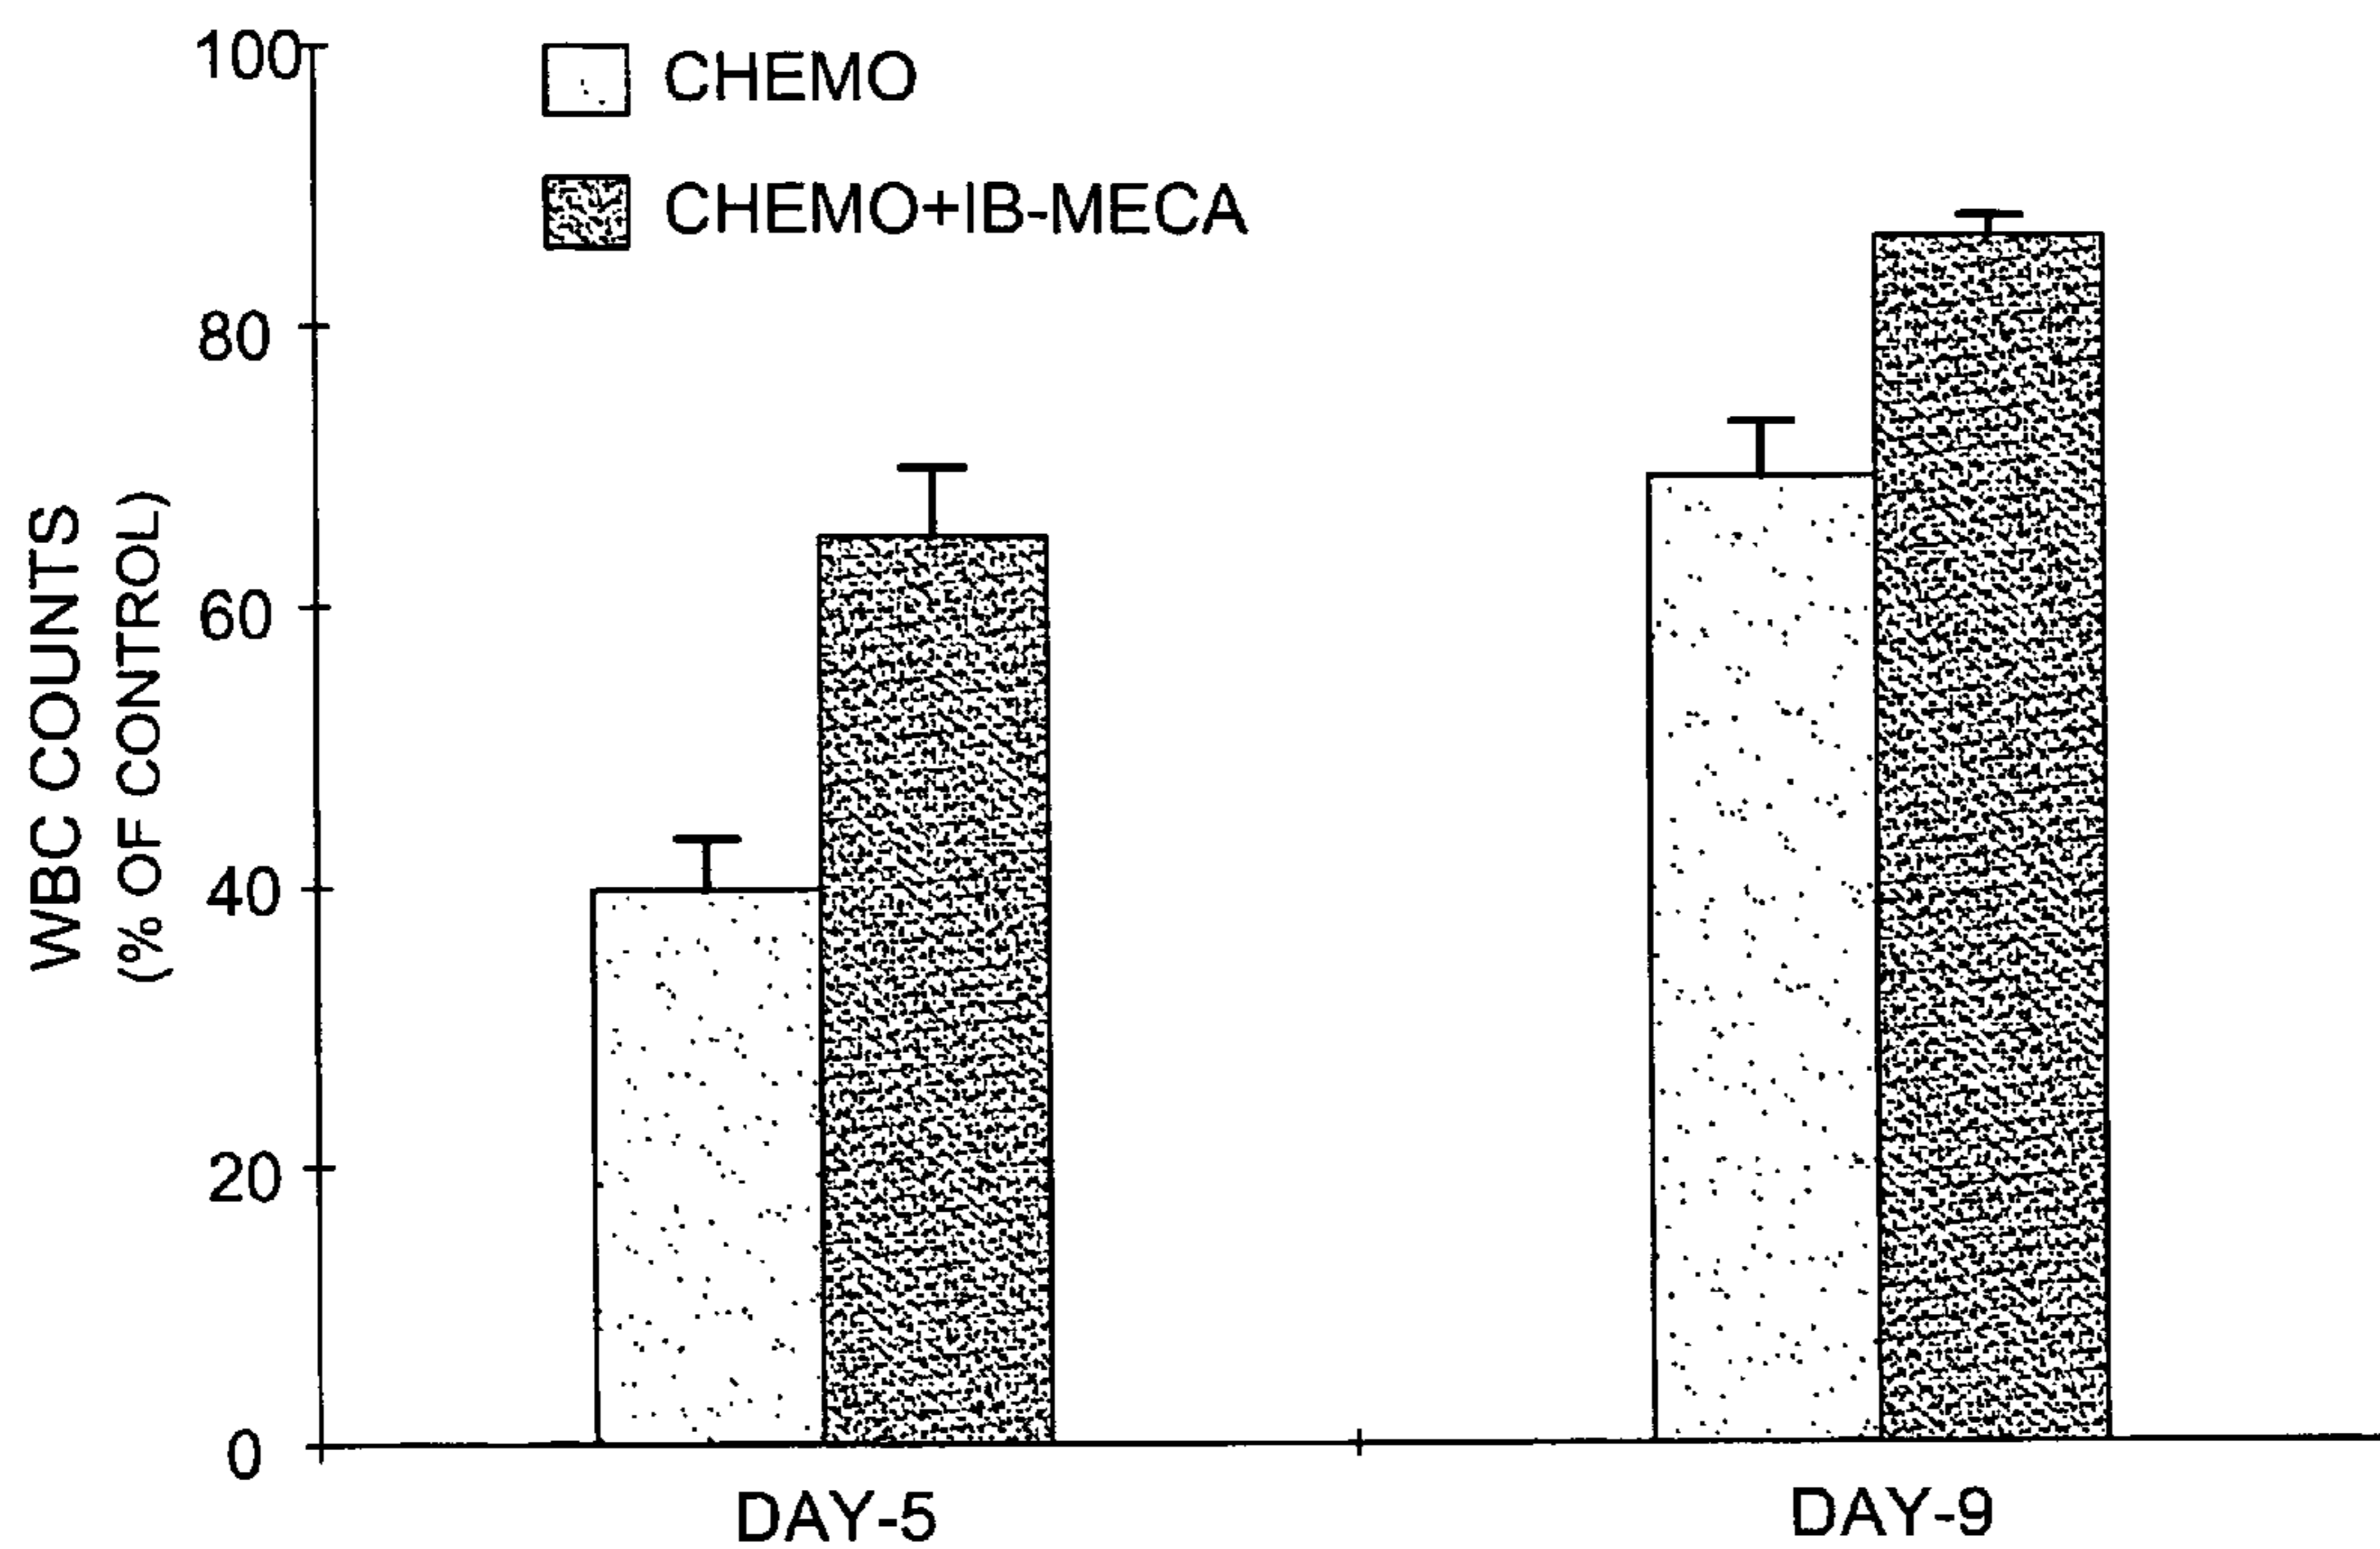 100
80
60
40
20
0
WBC COUNTS
(% OF CONTROL)
CHEMO
CHEMO+IB-MECA
DAY-5
DAY-9